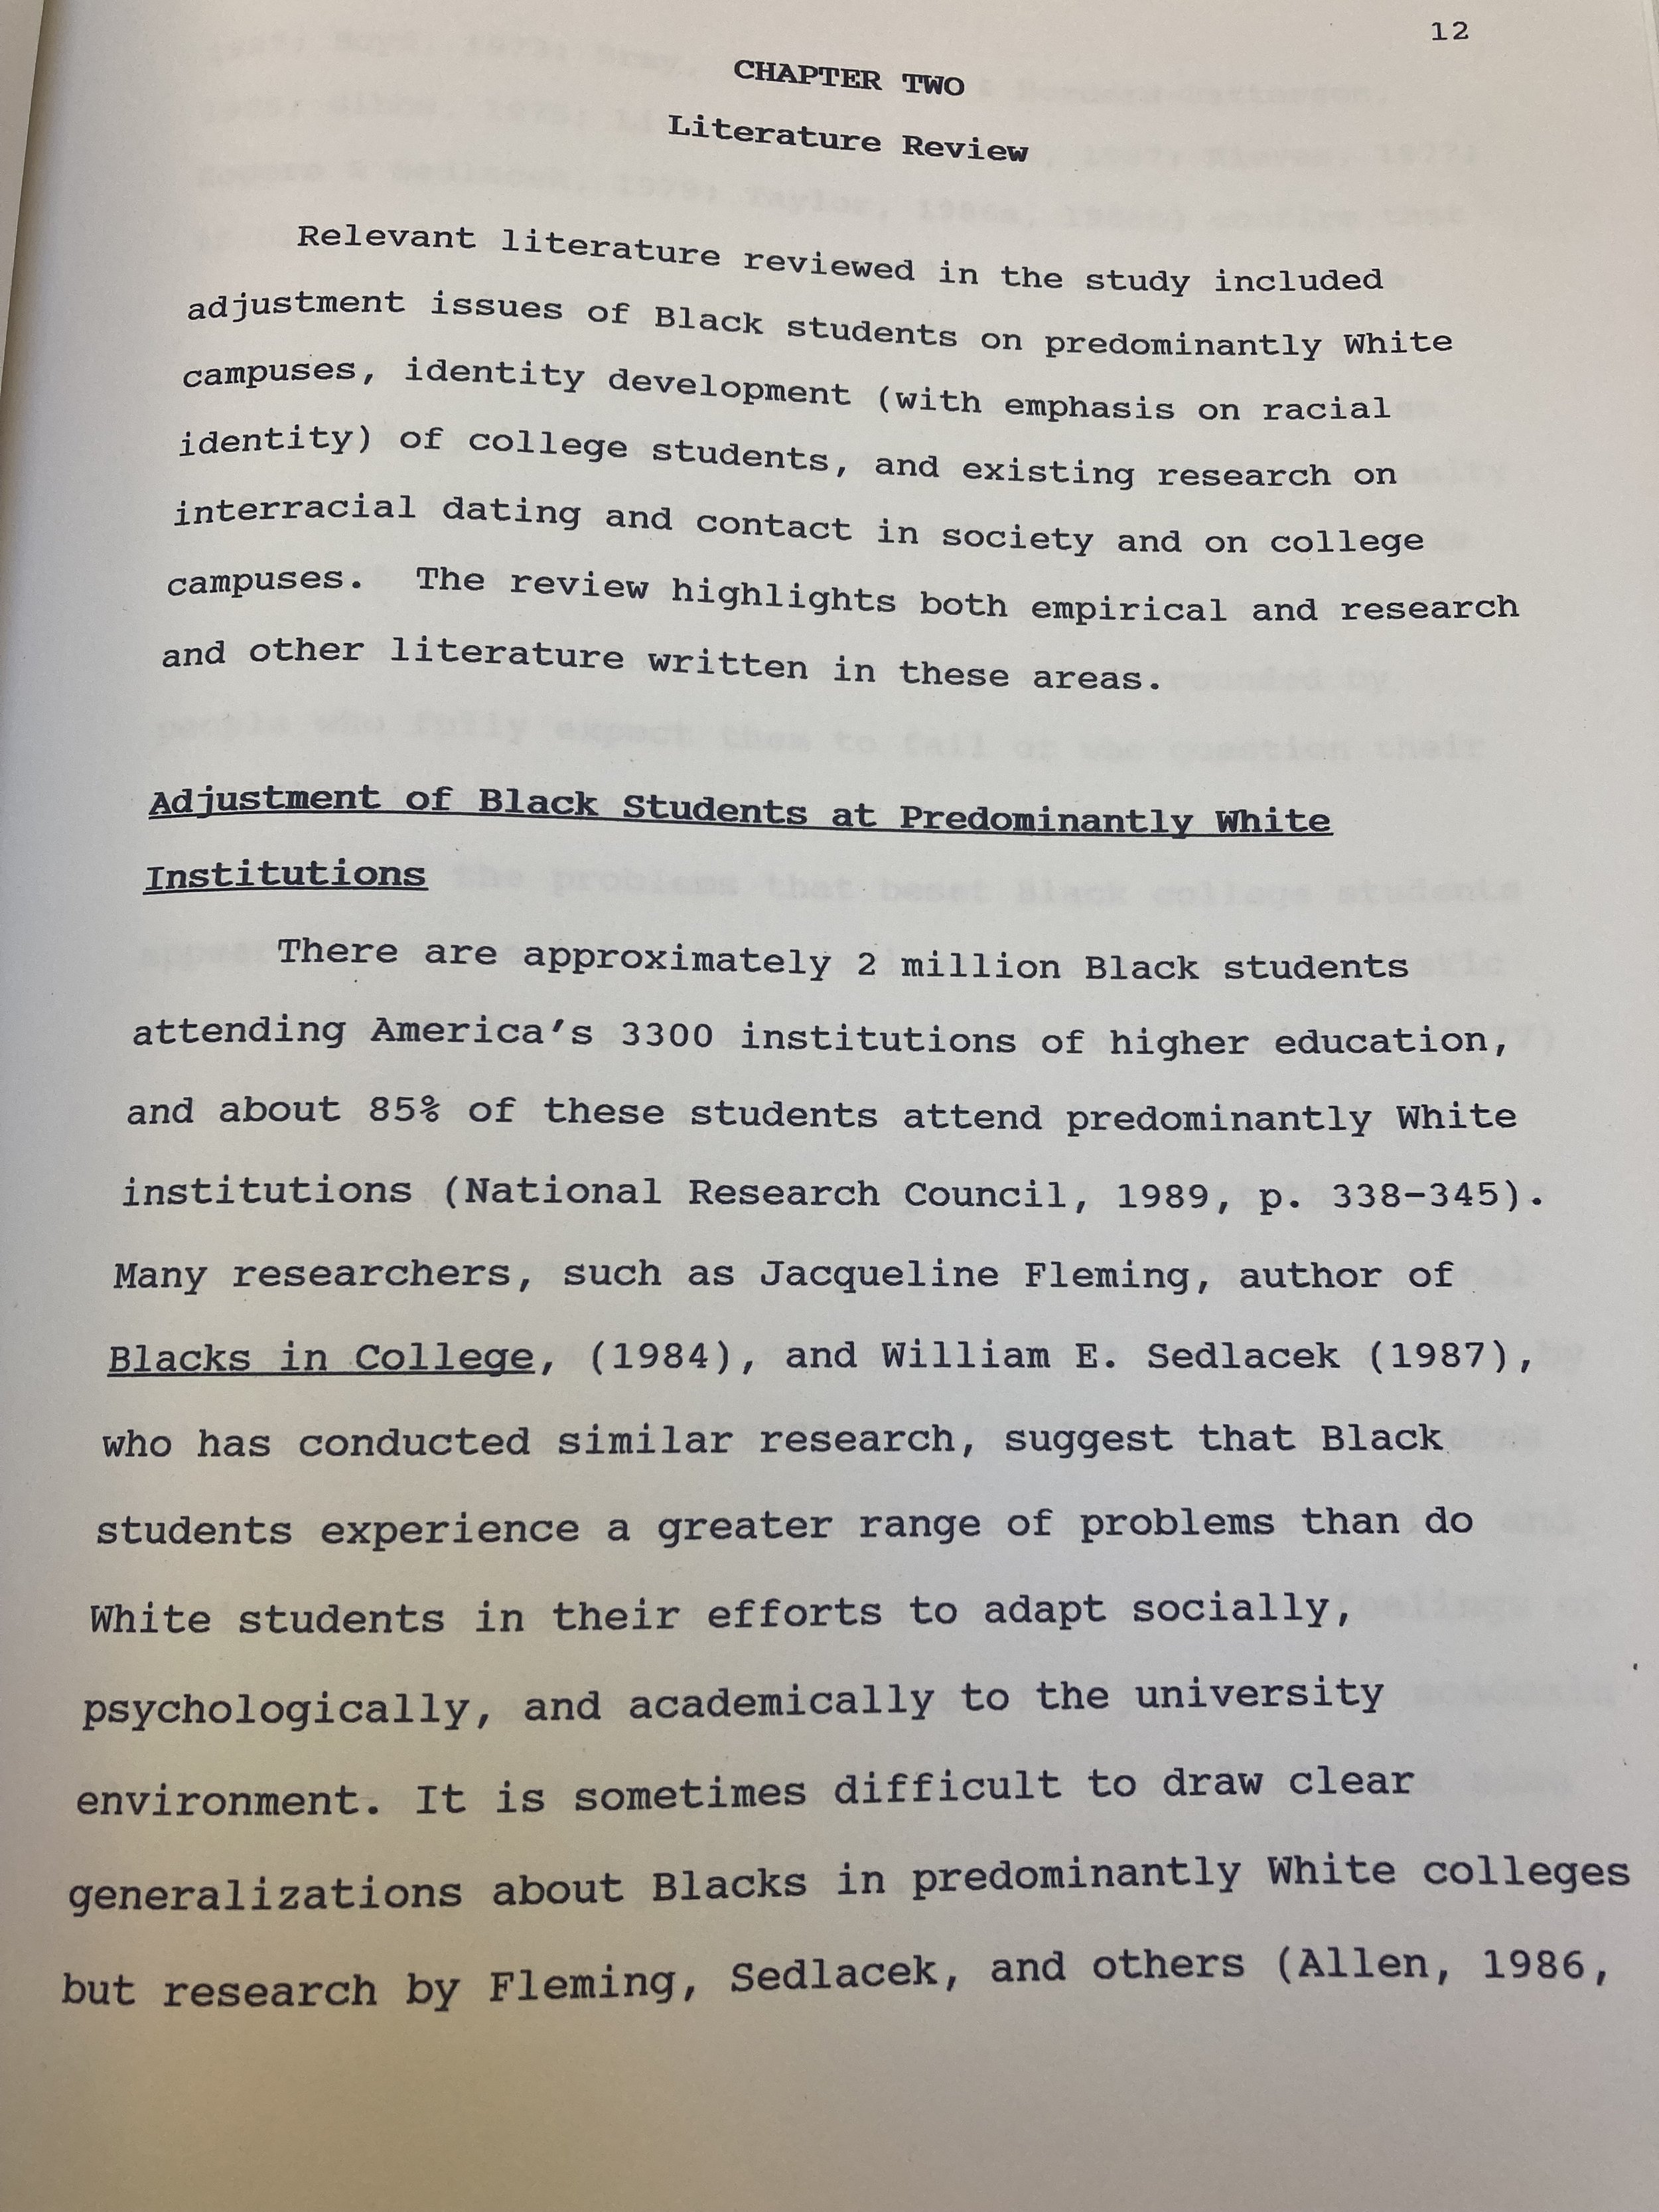 12
CHAPTER TWO
Literature Review
Relevant literature reviewed in the study included
adjustment issues of Black students on predominantly White
campuses, identity development (with emphasis on racial
identity) of college students, and existing research on
interracial dating and contact in society and on college
campuses.  The review highlights both empirical and research
and other literature written in these areas.
Adjustment of Black Students at Predominantly White
Institutions
There are approximately 2 million Black students
attending America's 3300 institutions of higher education,
and about 85% of these students attend predominantly White
institutions (National Research Council, 1989, p. 338-345).
Many researchers, such as Jacqueline Fleming, author of
Blacks in College, (1984), and William E. Sedlacek (1987),
who has conducted similar research, suggest that Black
students experience a greater range of problems than do
White students in their efforts to adapt socially,
psychologically, and academically to the university
environment. It is sometimes difficult to draw clear
generalizations about Blacks in predominantly White colleges
but research by Fleming, Sedlacek, and others (Allen, 1986,